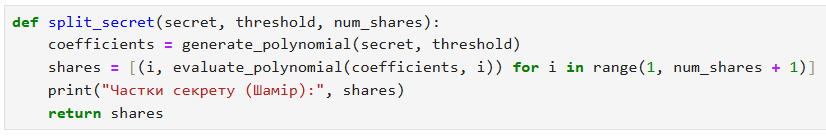 def split_secret(secret, threshold, num_shares):
    coefficients = generate_polynomial(secret, threshold)
    shares = [(i, evaluate_polynomial(coefficients, i)) for i in range(1, num_shares + 1)]
    print("Частки секрету (Шамір):", shares)
    return shares